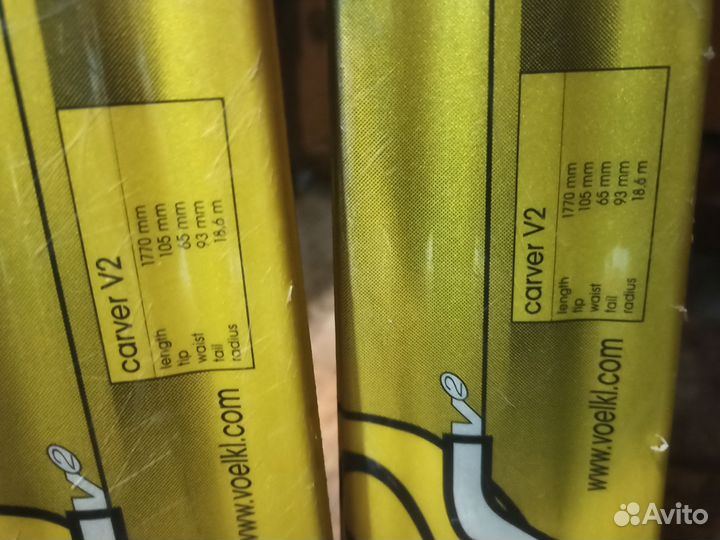 carver V2
length 1770 mm
tip 105 mm
waist 65 mm
tail 93 mm
radius 18.6 m
www.voelkl.com
V2
carver V2
length 1770 mm
tip 105 mm
waist 65 mm
tail 93 mm
radius 18.6 m
www.voelkl.com
V2
Avito